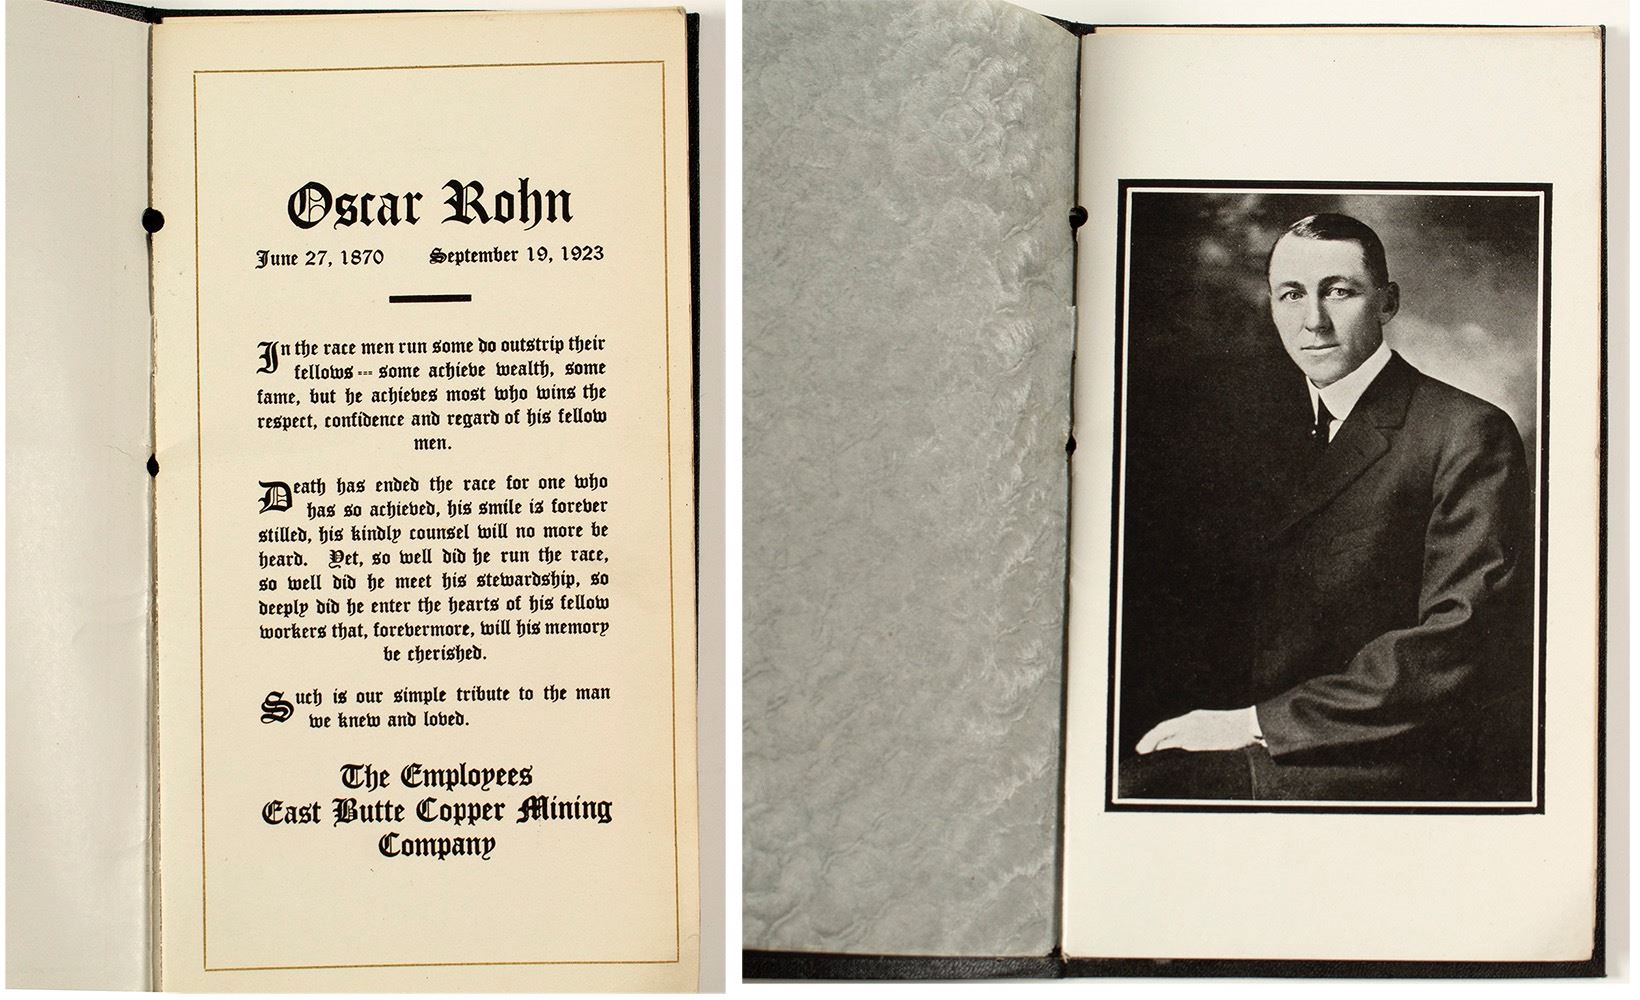 Oscar Rohn
June 27, 1870 September 19, 1923
In the race men run some do outstrip their
fellows --- some achieve wealth, some
fame, but he achieves most who wins the
respect, confidence and regard of his fellow
men.
Death has ended the race for one who
has so achieved, his smile is forever
stilled, his kindly counsel will no more be
heard. Yet, so well did he run the race,
so well did he meet his stewardship, so
deeply did he enter the hearts of his fellow
workers that, forevermore, will his memory
be cherished.
Such is our simple tribute to the man
we knew and loved.
The Employees
East Butte Copper Mining
Company